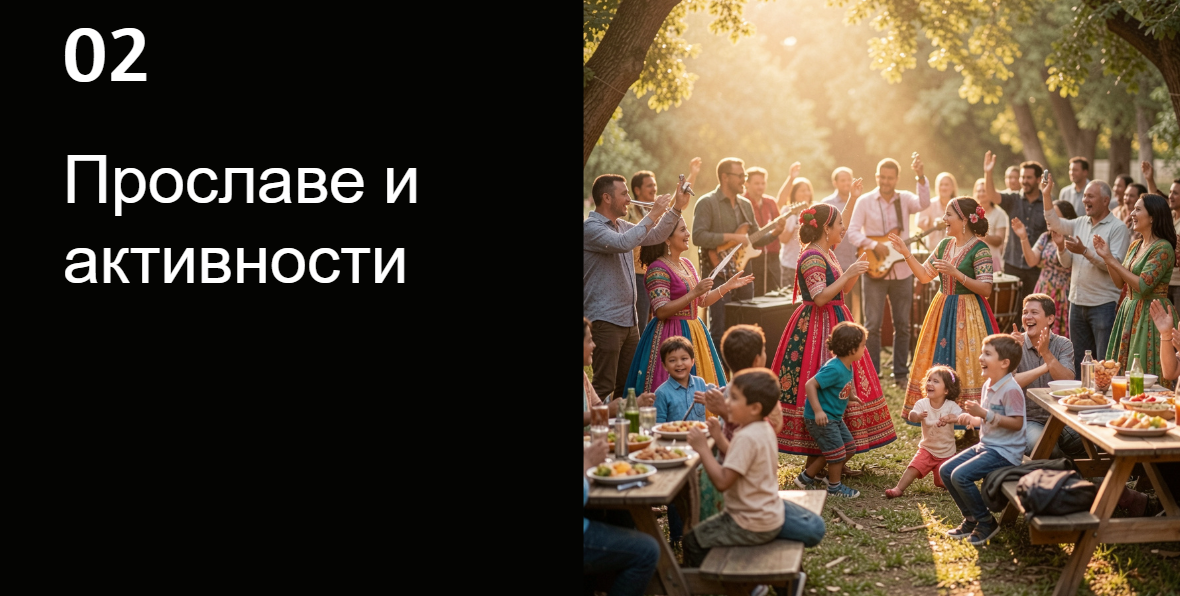 02
Прославе и
активности